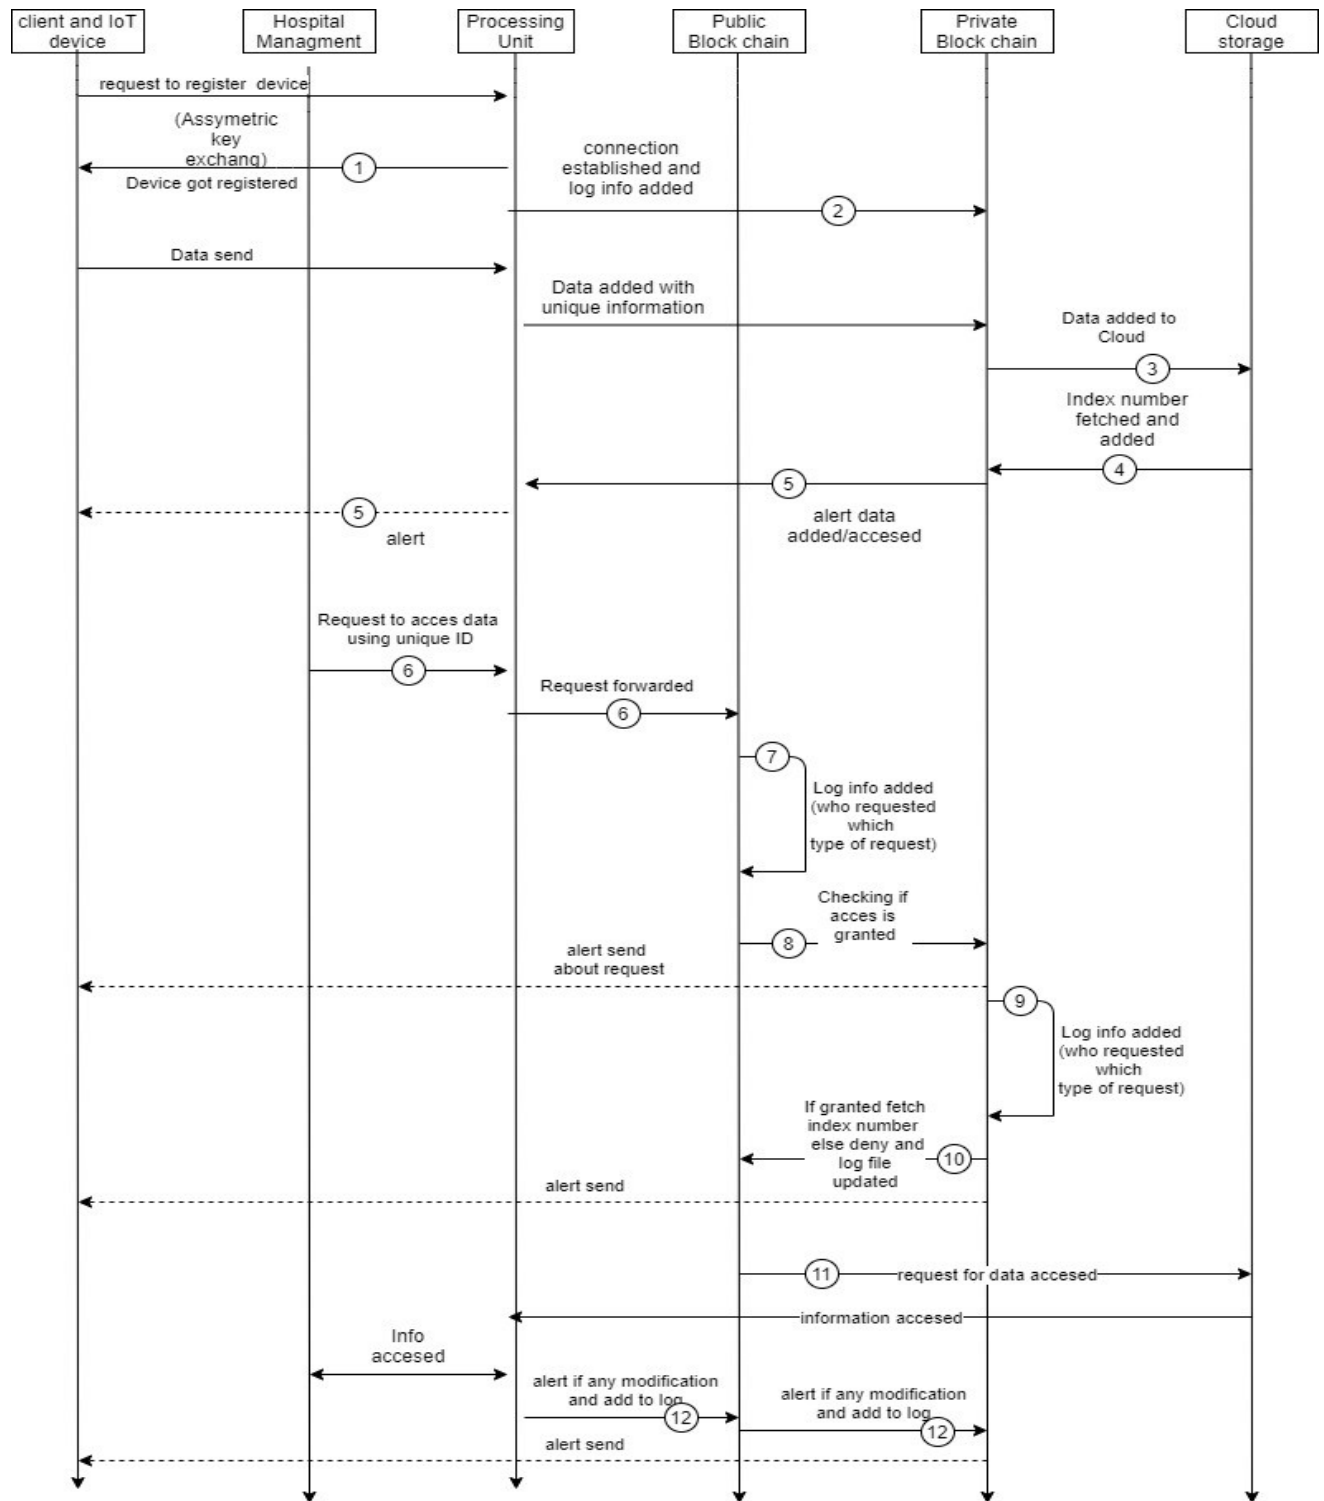 client and IoT
device
Hospital
Managment
Processing
Unit
Public
Block chain
Private
Block chain
Cloud
storage
request to register device
(Assymetric
key
exchang)
1
Device got registered
connection
established and
log info added
2
Data send
Data added with
unique information
Data added to
Cloud
3
Index number
fetched and
added
4
5
alert data
added/accesed
5
alert
Request to acces data
using unique ID
6
Request forwarded
6
7
Log info added
(who requested
which
type of request)
Checking if
acces is
granted
8
alert send
about request
9
Log info added
(who requested
which
type of request)
If granted fetch
index number
else deny and
log file
updated
10
alert send
11
request for data accesed
information accesed
Info
accesed
alert if any modification
and add to log
12
alert if any modification
and add to log
12
alert send